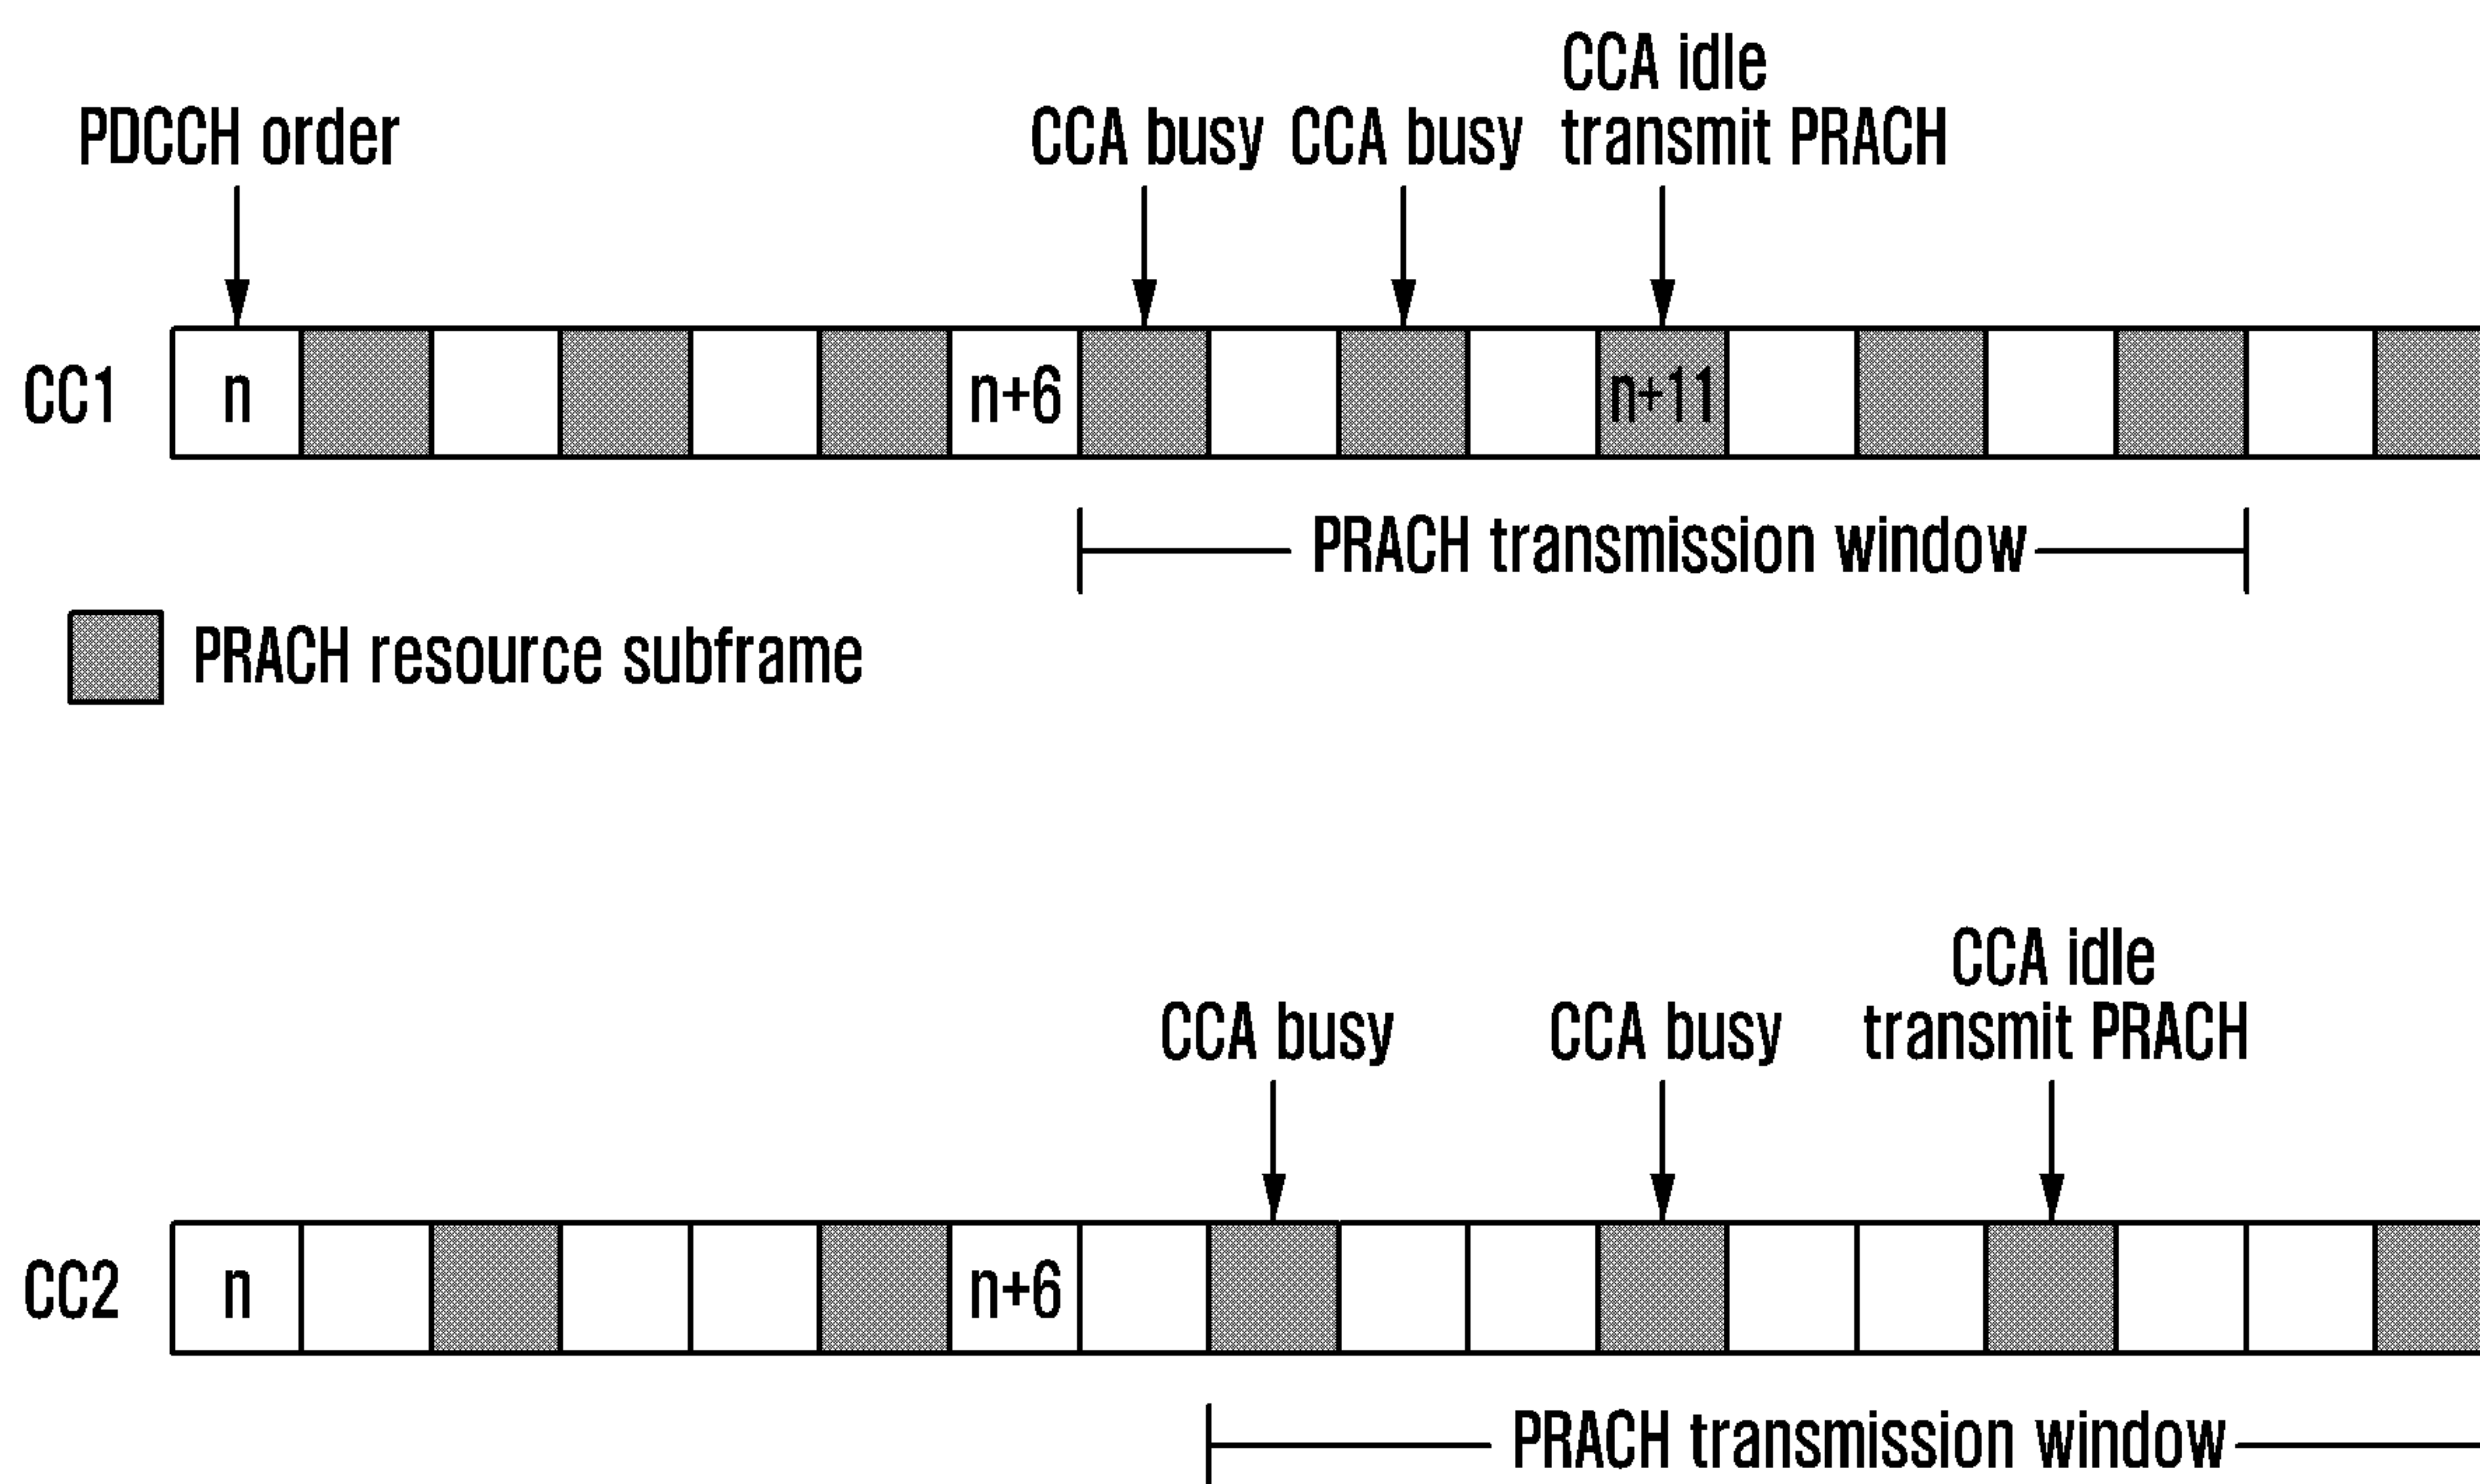 CCA idle
PDCCH order
CCA busy
CCA busy
transmit PRACH
CC1
n
n+6
n+11
PRACH transmission window
PRACH resource subframe
CCA idle
CCA busy
CCA busy
transmit PRACH
CC2
n
n+6
PRACH transmission window